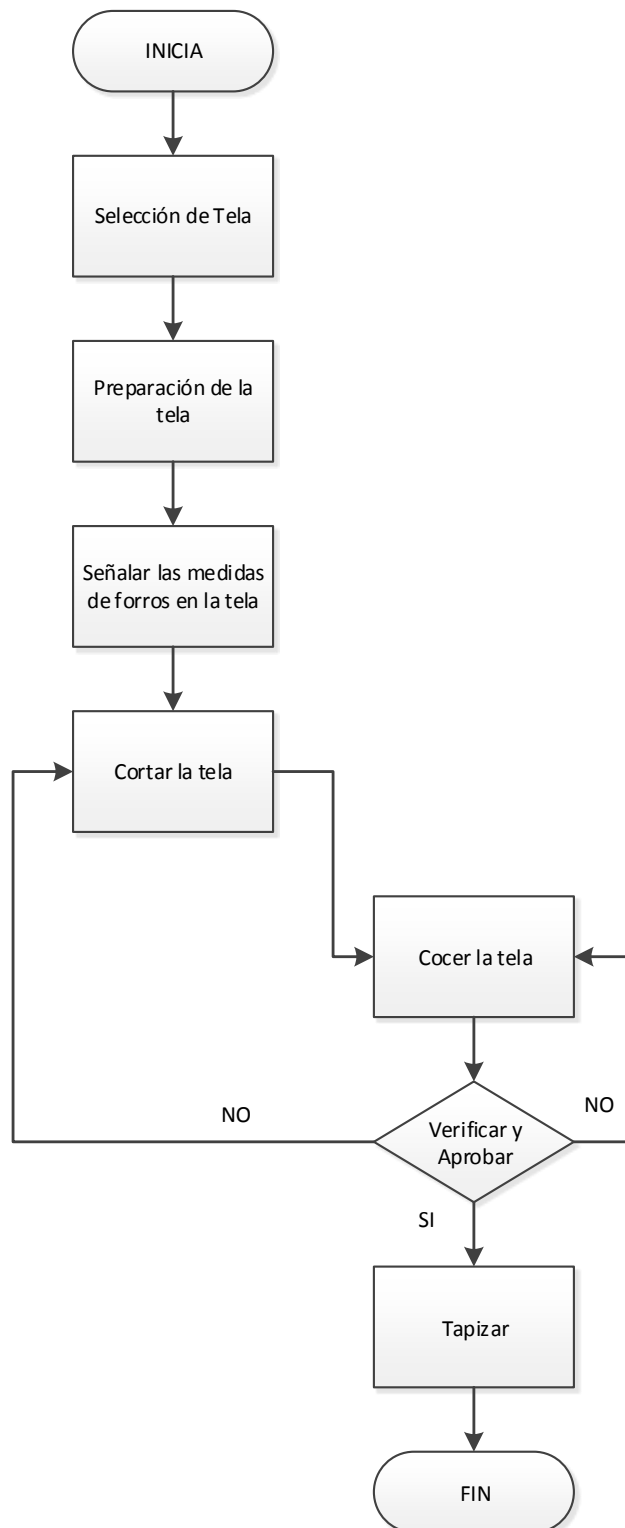 INICIA
Selección de Tela
Preparación de la
tela
Señalar las medidas
de forros en la tela
Cortar la tela
Cocer la tela
NO
Verificar y
Aprobar
NO
SI
Tapizar
FIN